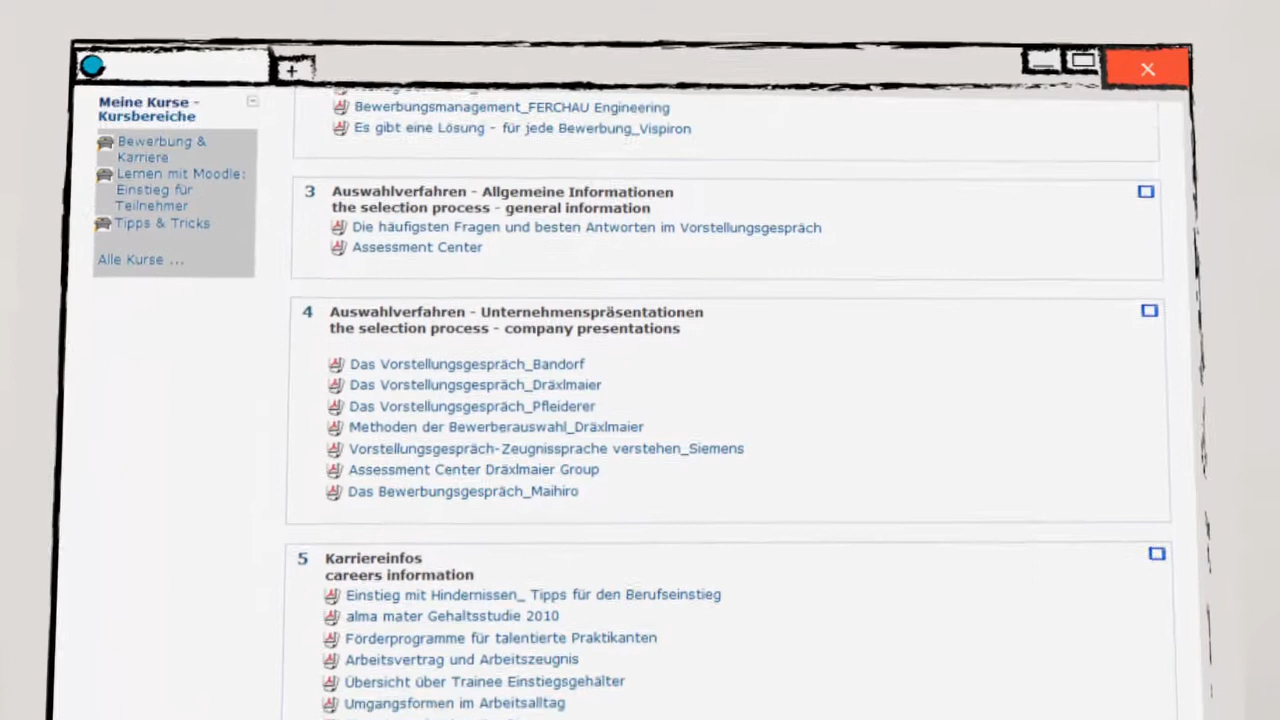 Meine Kurse -
Kursbereiche
Bewerbung &
Karriere
Lernen mit Moodle:
Einstieg für
Teilnehmer
Tipps & Tricks
Alle Kurse ...
Bewerbungsmanagement_FERCHAU Engineering
Es gibt eine Lösung - für jede Bewerbung_Vispiron
3 Auswahlverfahren - Allgemeine Informationen
the selection process - general information
Die häufigsten Fragen und besten Antworten im Vorstellungsgespräch
Assessment Center
4 Auswahlverfahren - Unternehmenspräsentationen
the selection process - company presentations
Das Vorstellungsgespräch_Bandorf
Das Vorstellungsgespräch_Dräxlmaier
Das Vorstellungsgespräch_Pfleiderer
Methoden der Bewerberauswahl_Dräxlmaier
Vorstellungsgespräch-Zeugnissprache verstehen_Siemens
Assessment Center Dräxlmaier Group
Das Bewerbungsgespräch_Maihiro
5 Karriereinfos
careers information
Einstieg mit Hindernissen_ Tipps für den Berufseinstieg
alma mater Gehaltsstudie 2010
Förderprogramme für talentierte Praktikanten
Arbeitsvertrag und Arbeitszeugnis
Übersicht über Trainee Einstiegsgehälter
Umgangsformen im Arbeitsalltag